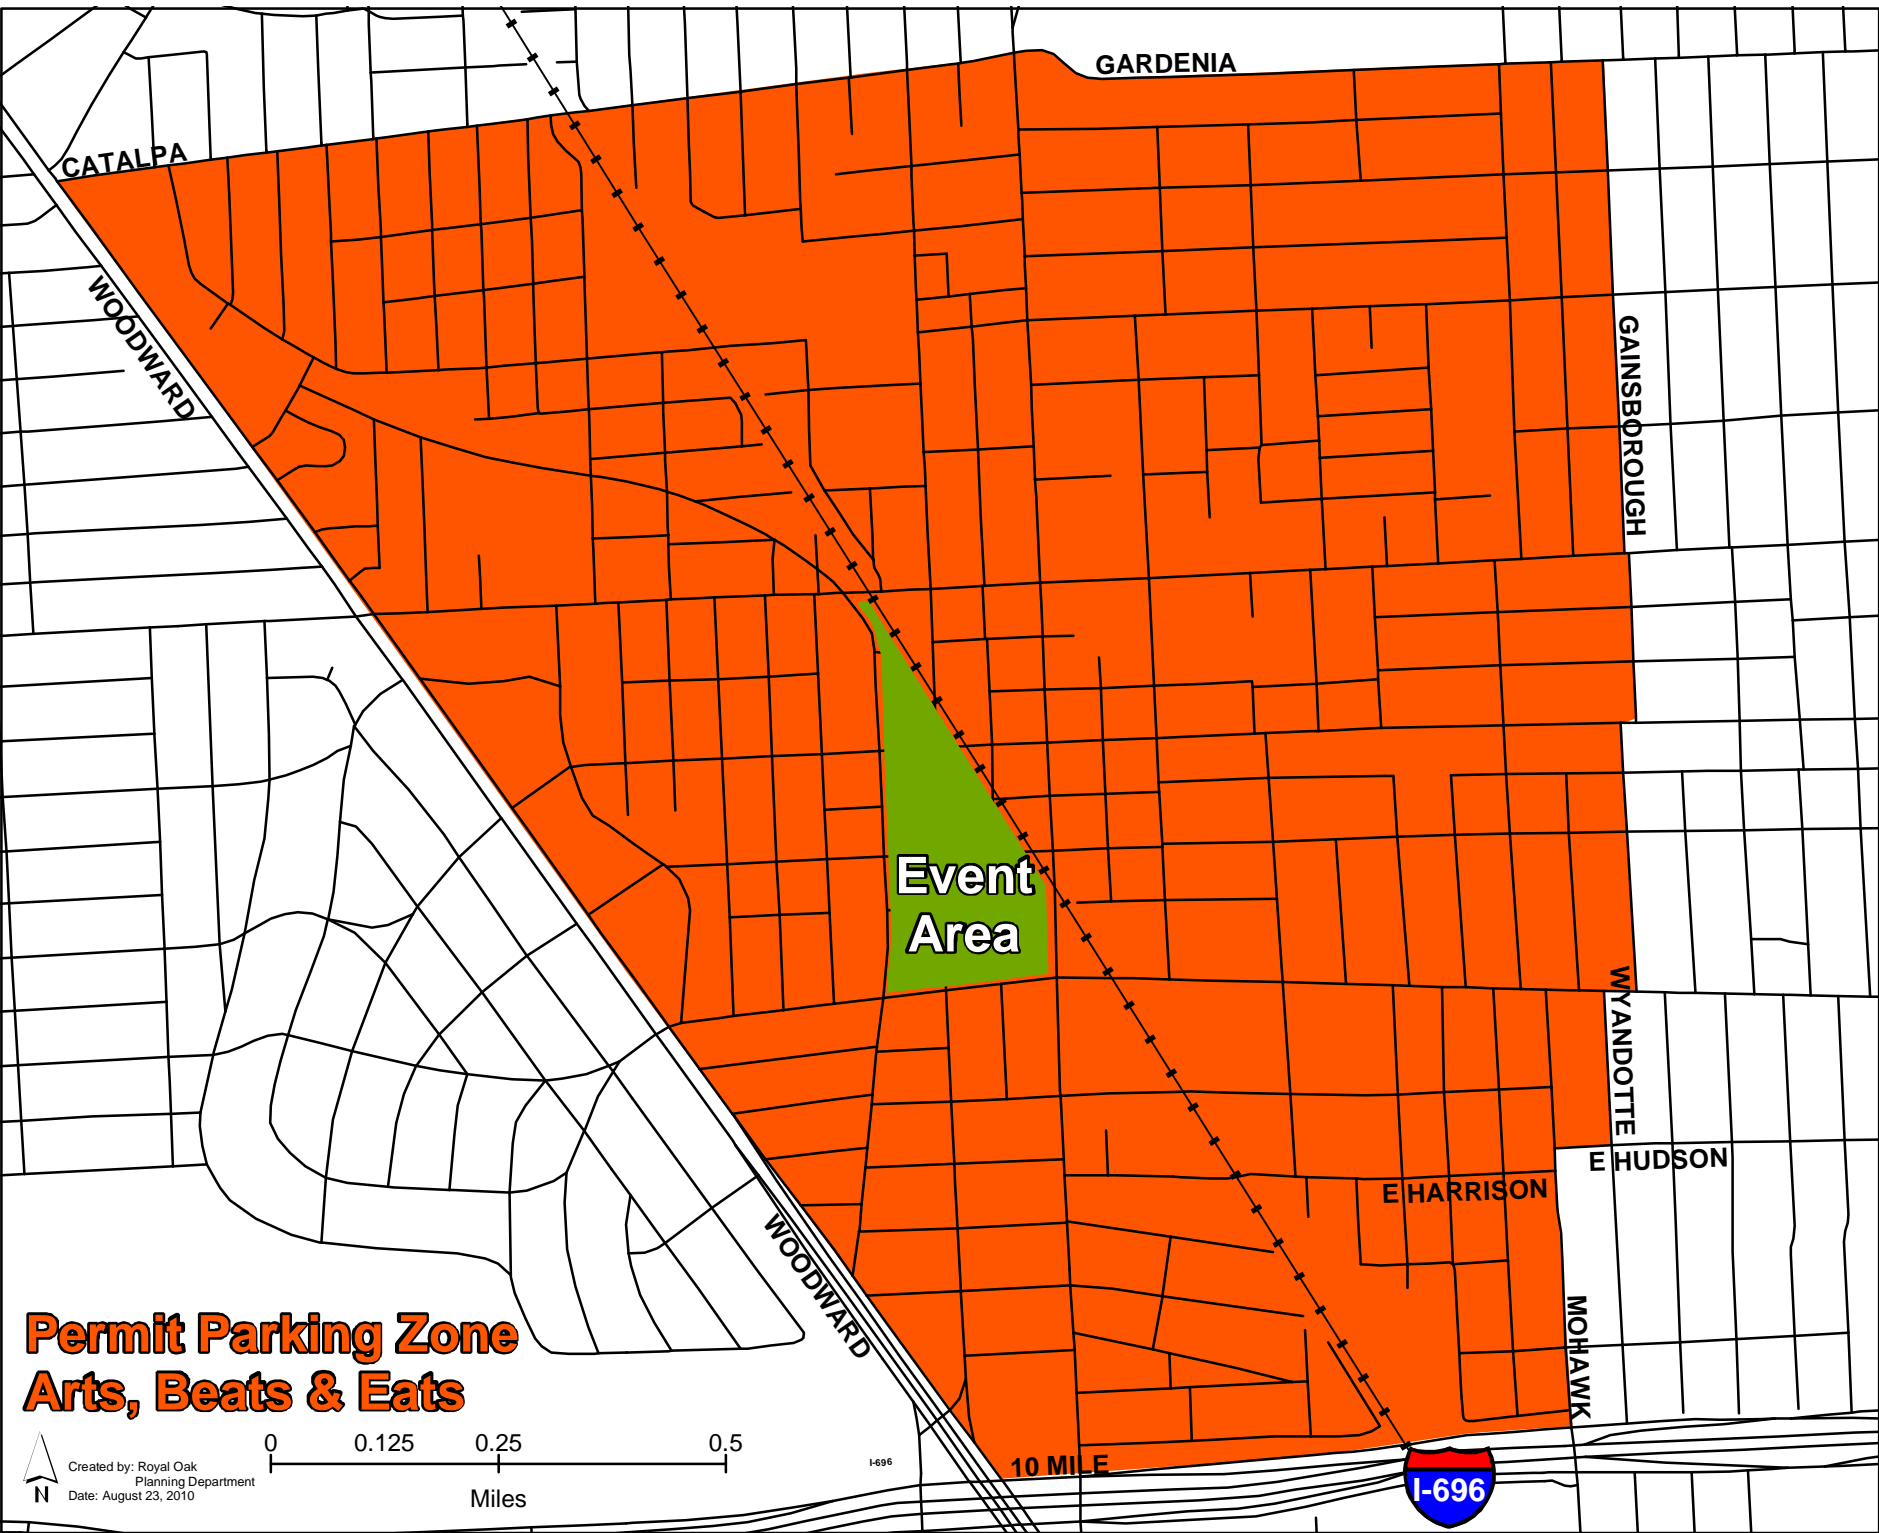 GARDENIA
CATALPA
WOODWARD
GAINSBOROUGH
Event
Area
WYANDOTTE
E HUDSON
E HARRISON
WOODWARD
MOHAWK
Permit Parking Zone
Arts, Beats & Eats
0 0.125 0.25 0.5
Miles
N
Created by: Royal Oak
Planning Department
Date: August 23, 2010
I-696
10 MILE
I-696